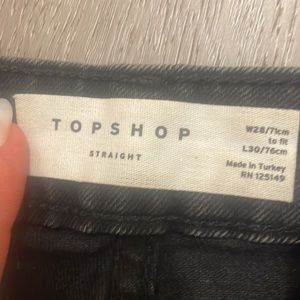 TOPSHOP
STRAIGHT
W28/71cm
to fit
L30/76cm
Made in Turkey
RN 125149